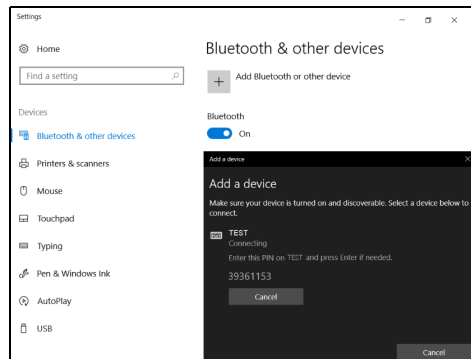 Settings
Home
Find a setting
Devices
Bluetooth & other devices
Printers & scanners
Mouse
Touchpad
Typing
Pen & Windows Ink
AutoPlay
USB
Bluetooth & other devices
Add Bluetooth or other device
Bluetooth
On
Add a device
Add a device
Make sure your device is turned on and discoverable. Select a device below to
connect.
TEST
Connecting
Enter this PIN on TEST and press Enter if needed.
39361153
Cancel
Cancel